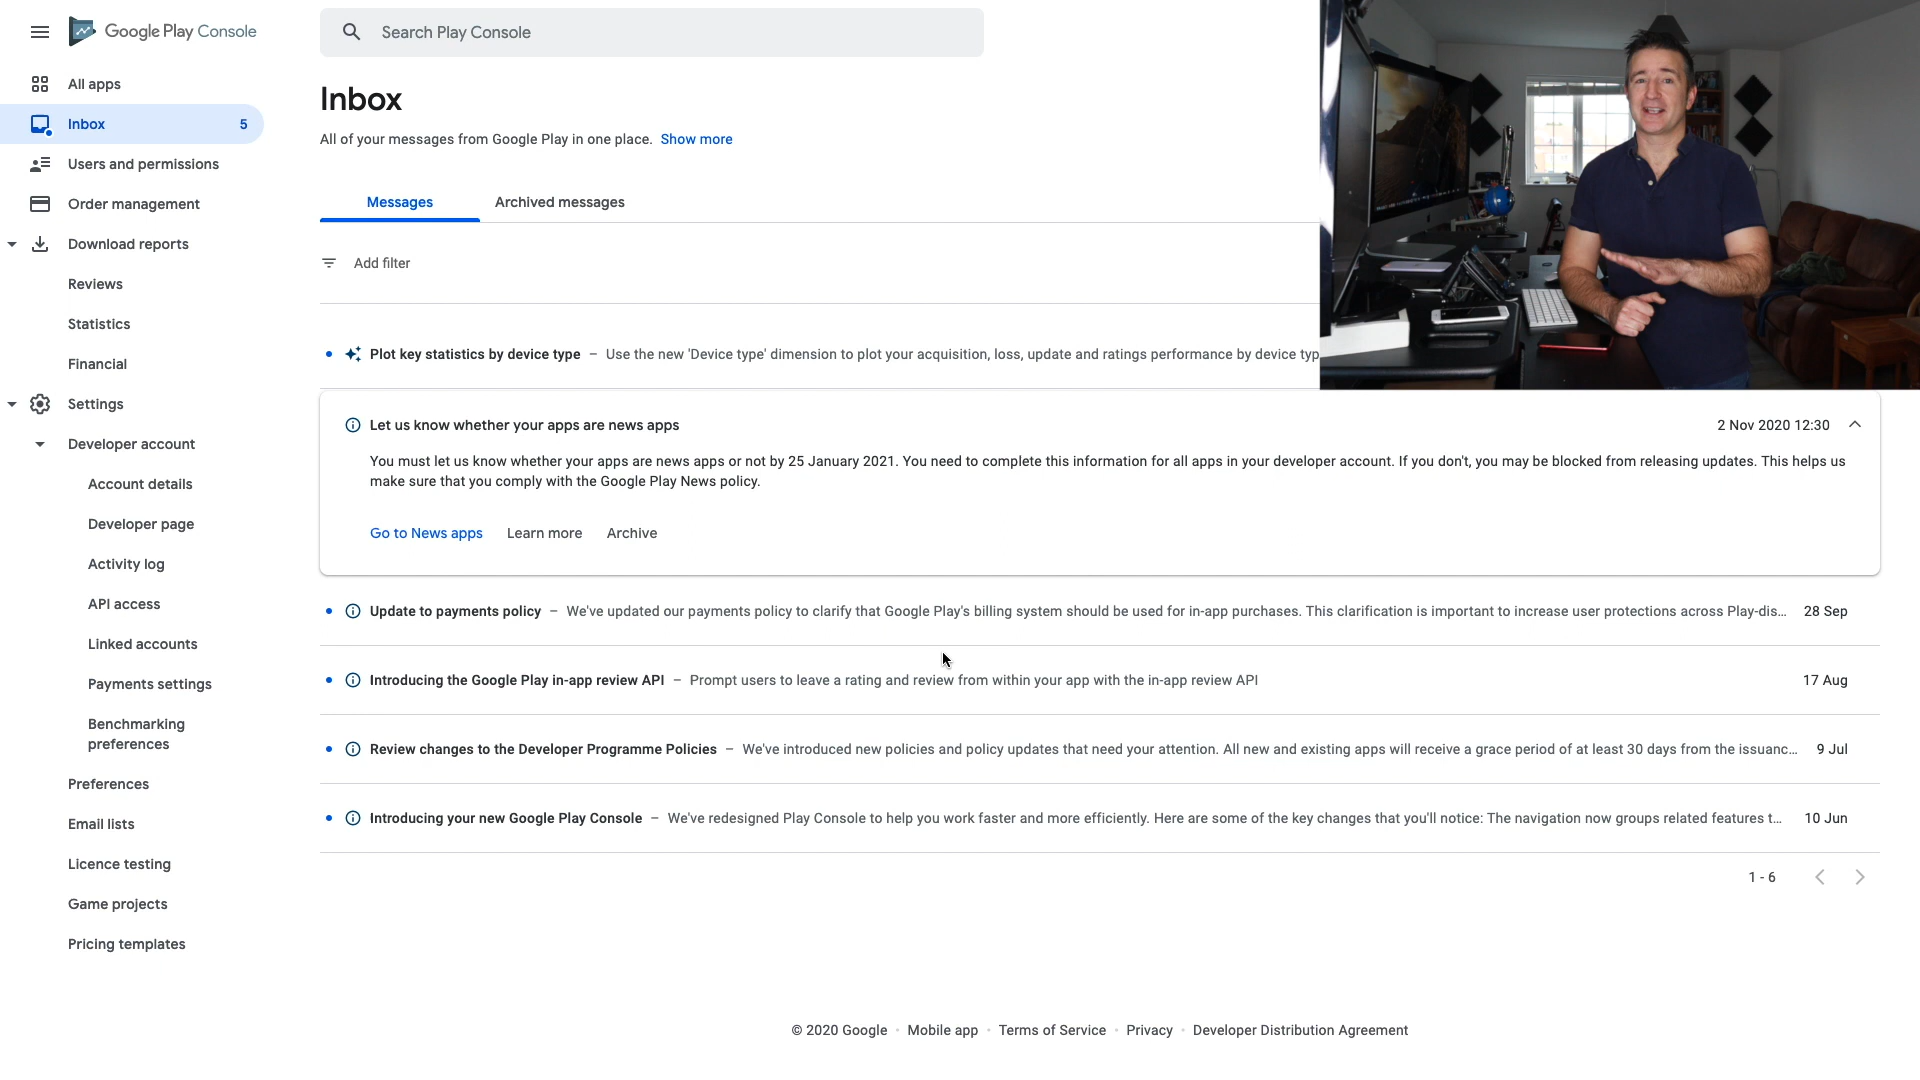 Google Play Console
Search Play Console
All apps
Inbox 5
Users and permissions
Order management
Download reports
Reviews
Statistics
Financial
Settings
Developer account
Account details
Developer page
Activity log
API access
Linked accounts
Payments settings
Benchmarking
preferences
Preferences
Email lists
Licence testing
Game projects
Pricing templates
Inbox
All of your messages from Google Play in one place. Show more
Messages Archived messages
Add filter
Plot key statistics by device type – Use the new 'Device type' dimension to plot your acquisition, loss, update and ratings performance by device typ
Let us know whether your apps are news apps 2 Nov 2020 12:30
You must let us know whether your apps are news apps or not by 25 January 2021. You need to complete this information for all apps in your developer account. If you don't, you may be blocked from releasing updates. This helps us
make sure that you comply with the Google Play News policy.
Go to News apps Learn more Archive
Update to payments policy – We've updated our payments policy to clarify that Google Play's billing system should be used for in-app purchases. This clarification is important to increase user protections across Play-dis... 28 Sep
Introducing the Google Play in-app review API – Prompt users to leave a rating and review from within your app with the in-app review API 17 Aug
Review changes to the Developer Programme Policies – We've introduced new policies and policy updates that need your attention. All new and existing apps will receive a grace period of at least 30 days from the issuanc... 9 Jul
Introducing your new Google Play Console – We've redesigned Play Console to help you work faster and more efficiently. Here are some of the key changes that you'll notice: The navigation now groups related features t... 10 Jun
1 - 6
© 2020 Google · Mobile app · Terms of Service · Privacy · Developer Distribution Agreement